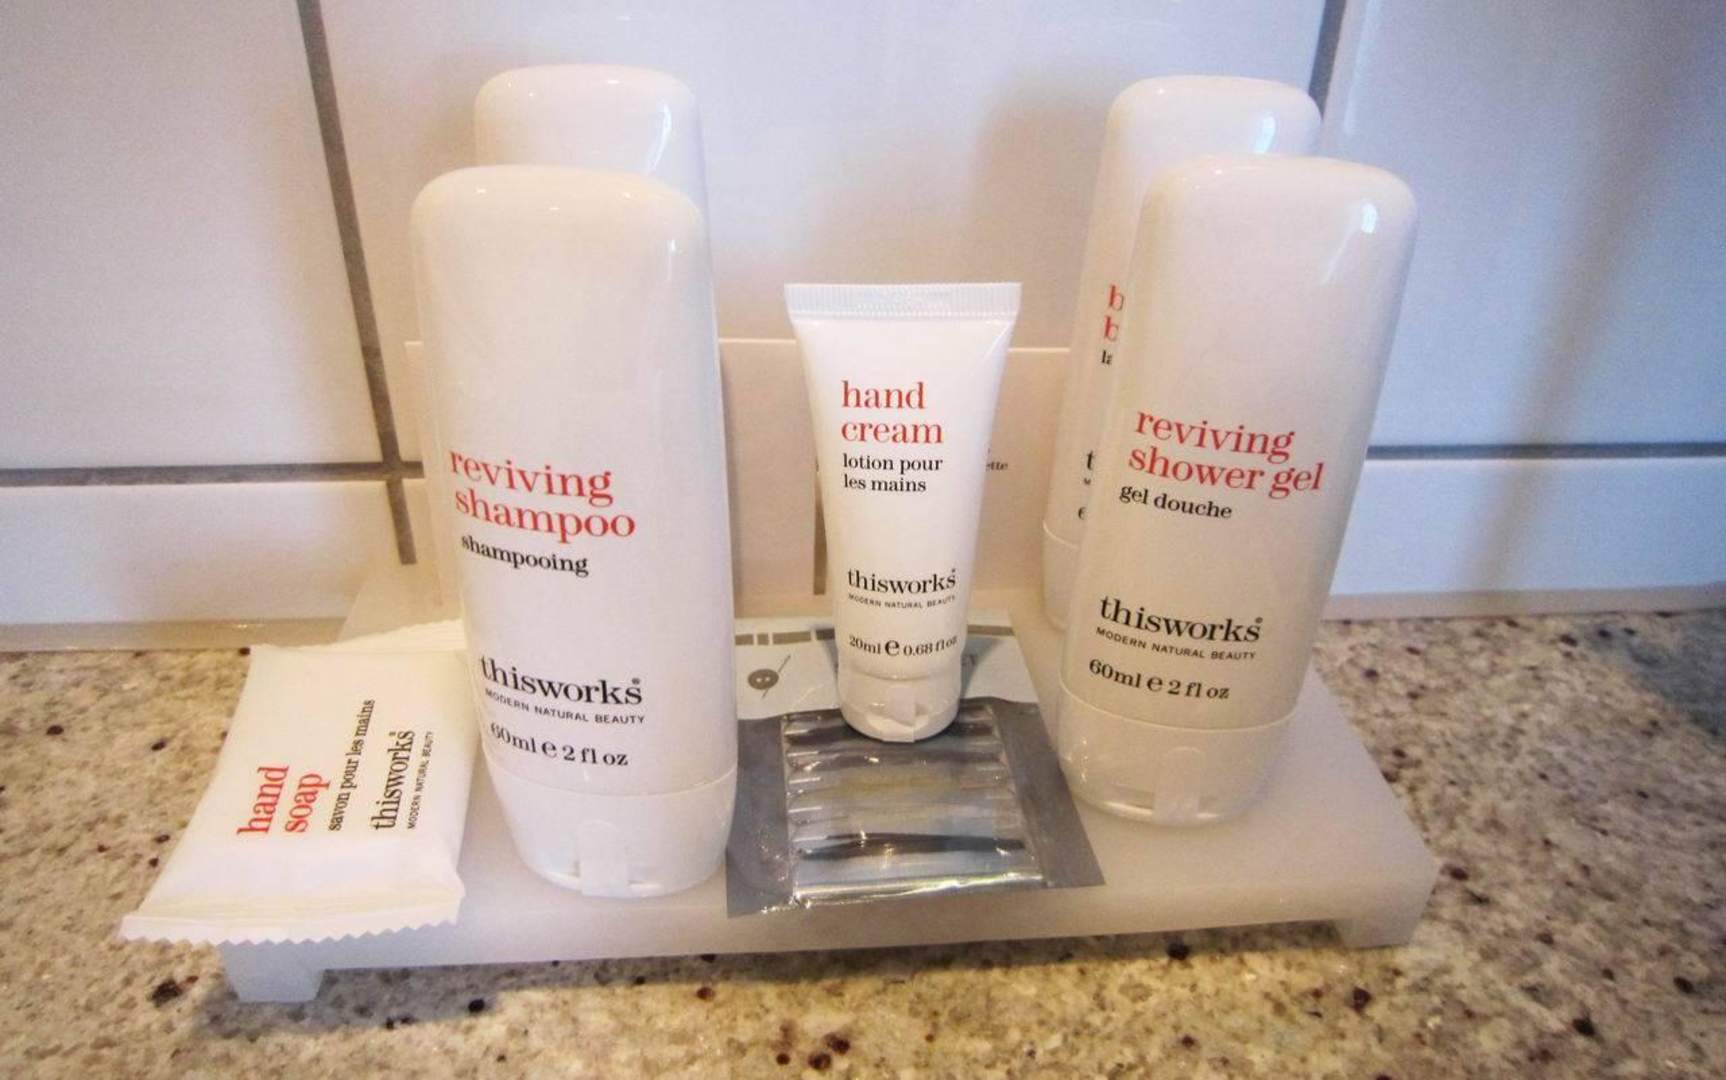 hand
soap
savon pour les mains
thisworks
MODERN NATURAL BEAUTY
reviving
shampoo
shampooing
thisworks®
MODERN NATURAL BEAUTY
60ml e 2 fl oz
hand
cream
lotion pour
les mains
thisworks®
MODERN NATURAL BEAUTY
20ml e 0.68 fl oz
reviving
shower gel
gel douche
thisworks®
MODERN NATURAL BEAUTY
60ml e 2 fl oz